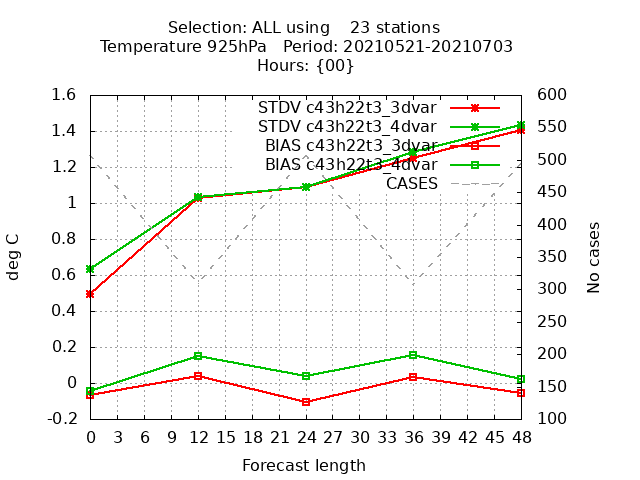 Selection: ALL using 23 stations
Temperature 925hPa Period: 20210521-20210703
Hours: {00}
STDV c43h22t3_3dvar
STDV c43h22t3_4dvar
BIAS c43h22t3_3dvar
BIAS c43h22t3_4dvar
CASES
deg C
1.6
1.4
1.2
1
0.8
0.6
0.4
0.2
0
-0.2
600
550
500
450
400
350
300
250
200
150
100
No cases
0 3 6 9 12 15 18 21 24 27 30 33 36 39 42 45 48
Forecast length